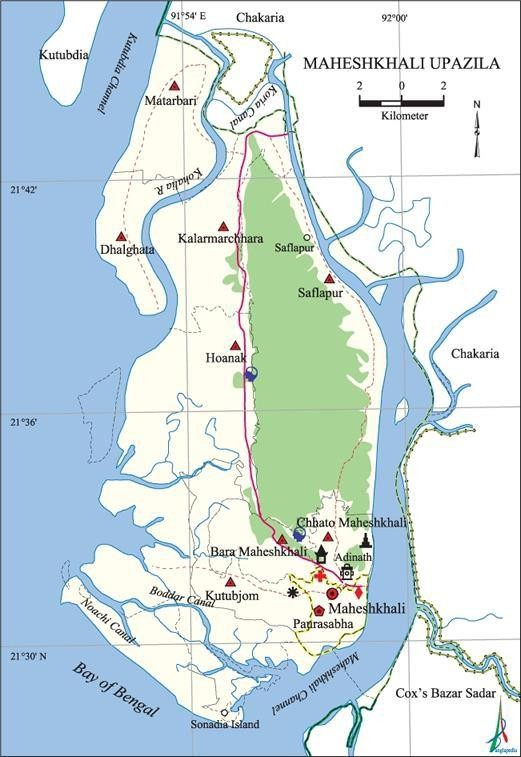 91°54' E
92°00'
Chakaria
Kutubdia
Kutubdia Channel
MAHESHKHALI UPAZILA
2 0 2
Kilometer
N
Matarbari
Koria Canal
21°42'
Kohalia R.
Kalarmarchhara
Dhalghata
Saflapur
Saflapur
Hoanak
Chakaria
21°36'
Chhato Maheshkhali
Bara Maheshkhali
Adinath
Kutubjom
Boddar Canal
Maheshkhali
Paurasabha
Noachi Canal
21°30' N
Bay of Bengal
Maheshkhali Channel
Cox's Bazar Sadar
Sonadia Island
Banglapedia